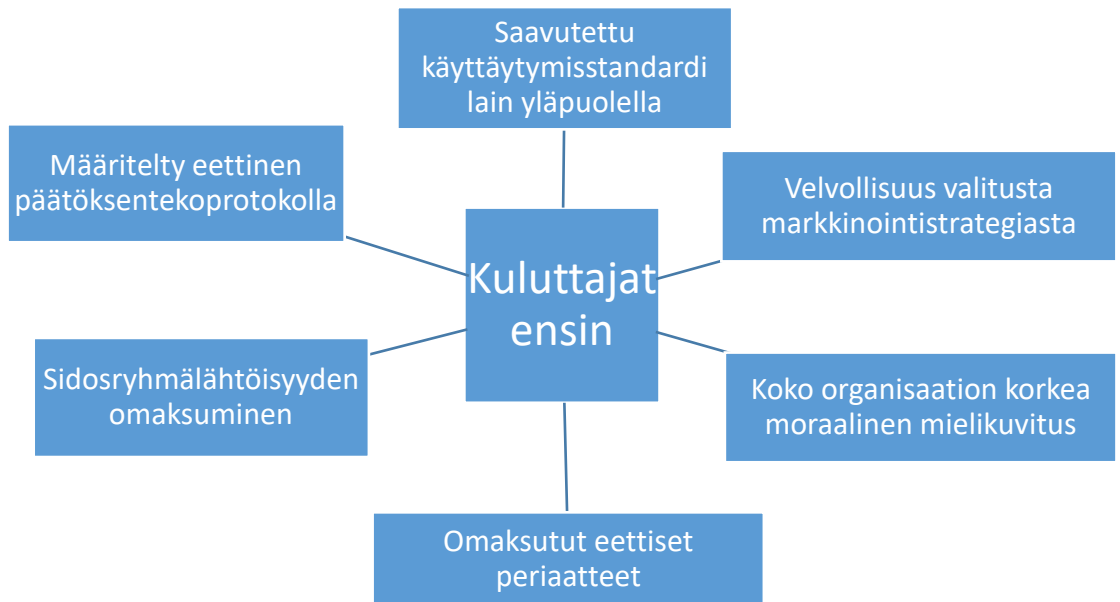 Saavutettu
käyttäytymisstandardi
lain yläpuolella
Määritelty eettinen
päätöksentekoprotokolla
Velvollisuus valitusta
markkinointistrategiasta
Kuluttajat
ensin
Sidosryhmälähtöisyyden
omaksuminen
Koko organisaation korkea
moraalinen mielikuvitus
Omaksutut eettiset
periaatteet